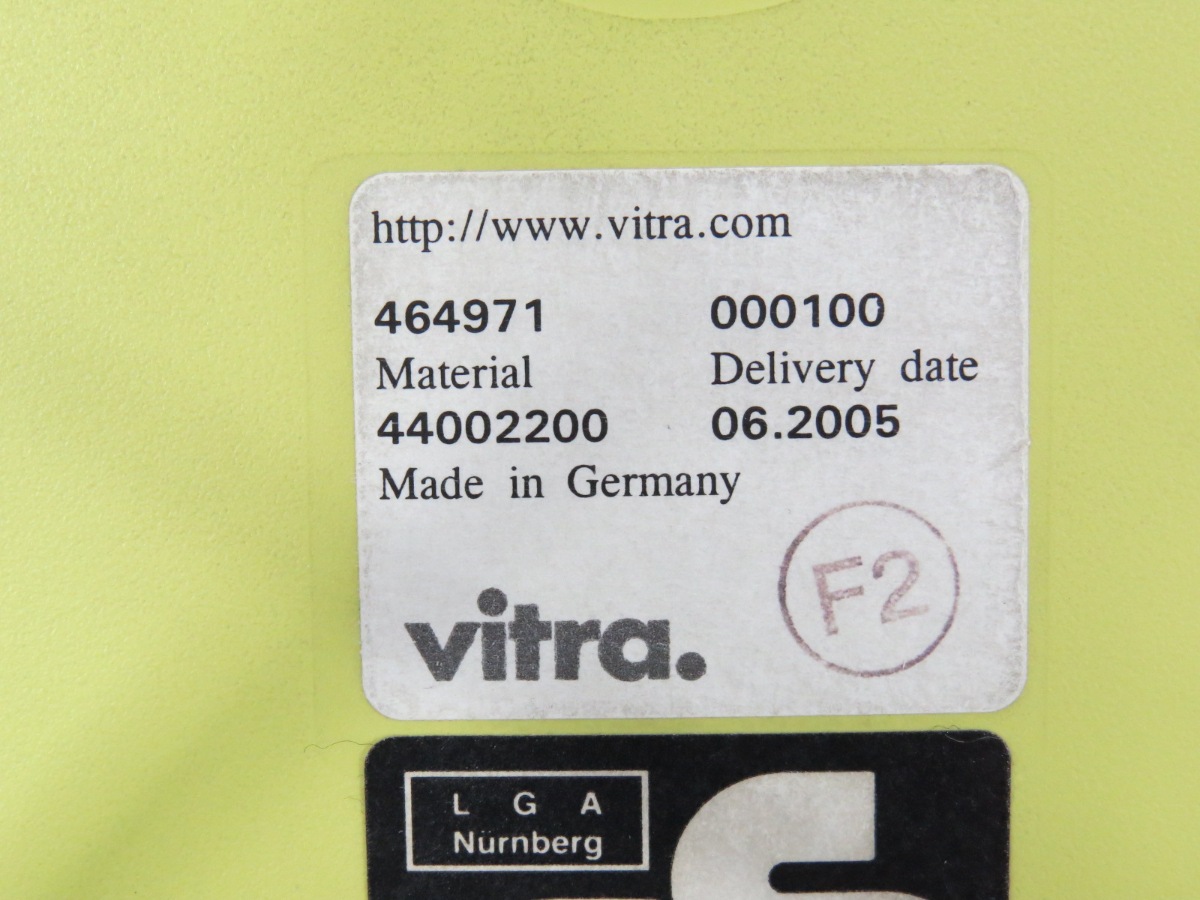 http://www.vitra.com
464971 000100
Material Delivery date
44002200 06.2005
Made in Germany
F2
vitra.
L G A
Nürnberg